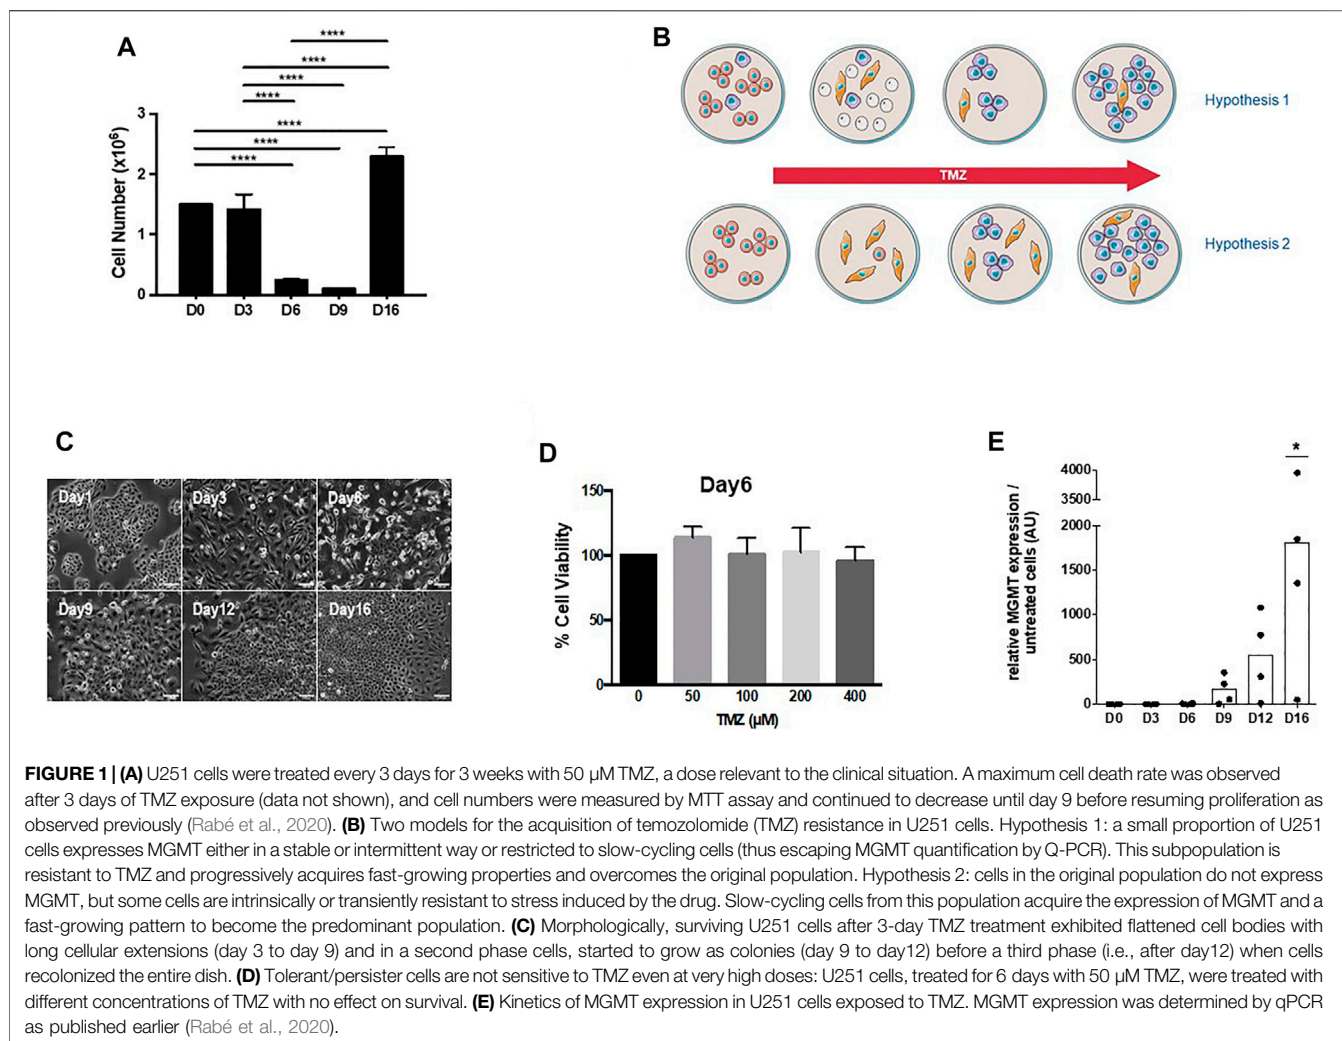 A
****
****
****
****
****
****
****
Cell Number (x10⁶)
3
2
1
0
D0 D3 D6 D9 D16
B
Hypothesis 1
TMZ
Hypothesis 2
C
Day1 Day3 Day6
Day9 Day12 Day16
D
Day6
% Cell Viability
150
100
50
0
0 50 100 200 400
TMZ (µM)
E
*
relative MGMT expression /
untreated cells (AU)
4000
3500
2000
1500
1000
500
0
D0 D3 D6 D9 D12 D16
FIGURE 1 | (A) U251 cells were treated every 3 days for 3 weeks with 50 µM TMZ, a dose relevant to the clinical situation. A maximum cell death rate was observed
after 3 days of TMZ exposure (data not shown), and cell numbers were measured by MTT assay and continued to decrease until day 9 before resuming proliferation as
observed previously (Rabé et al., 2020). (B) Two models for the acquisition of temozolomide (TMZ) resistance in U251 cells. Hypothesis 1: a small proportion of U251
cells expresses MGMT either in a stable or intermittent way or restricted to slow-cycling cells (thus escaping MGMT quantification by Q-PCR). This subpopulation is
resistant to TMZ and progressively acquires fast-growing properties and overcomes the original population. Hypothesis 2: cells in the original population do not express
MGMT, but some cells are intrinsically or transiently resistant to stress induced by the drug. Slow-cycling cells from this population acquire the expression of MGMT and a
fast-growing pattern to become the predominant population. (C) Morphologically, surviving U251 cells after 3-day TMZ treatment exhibited flattened cell bodies with
long cellular extensions (day 3 to day 9) and in a second phase cells, started to grow as colonies (day 9 to day12) before a third phase (i.e., after day12) when cells
recolonized the entire dish. (D) Tolerant/persister cells are not sensitive to TMZ even at very high doses: U251 cells, treated for 6 days with 50 µM TMZ, were treated with
different concentrations of TMZ with no effect on survival. (E) Kinetics of MGMT expression in U251 cells exposed to TMZ. MGMT expression was determined by qPCR
as published earlier (Rabé et al., 2020).